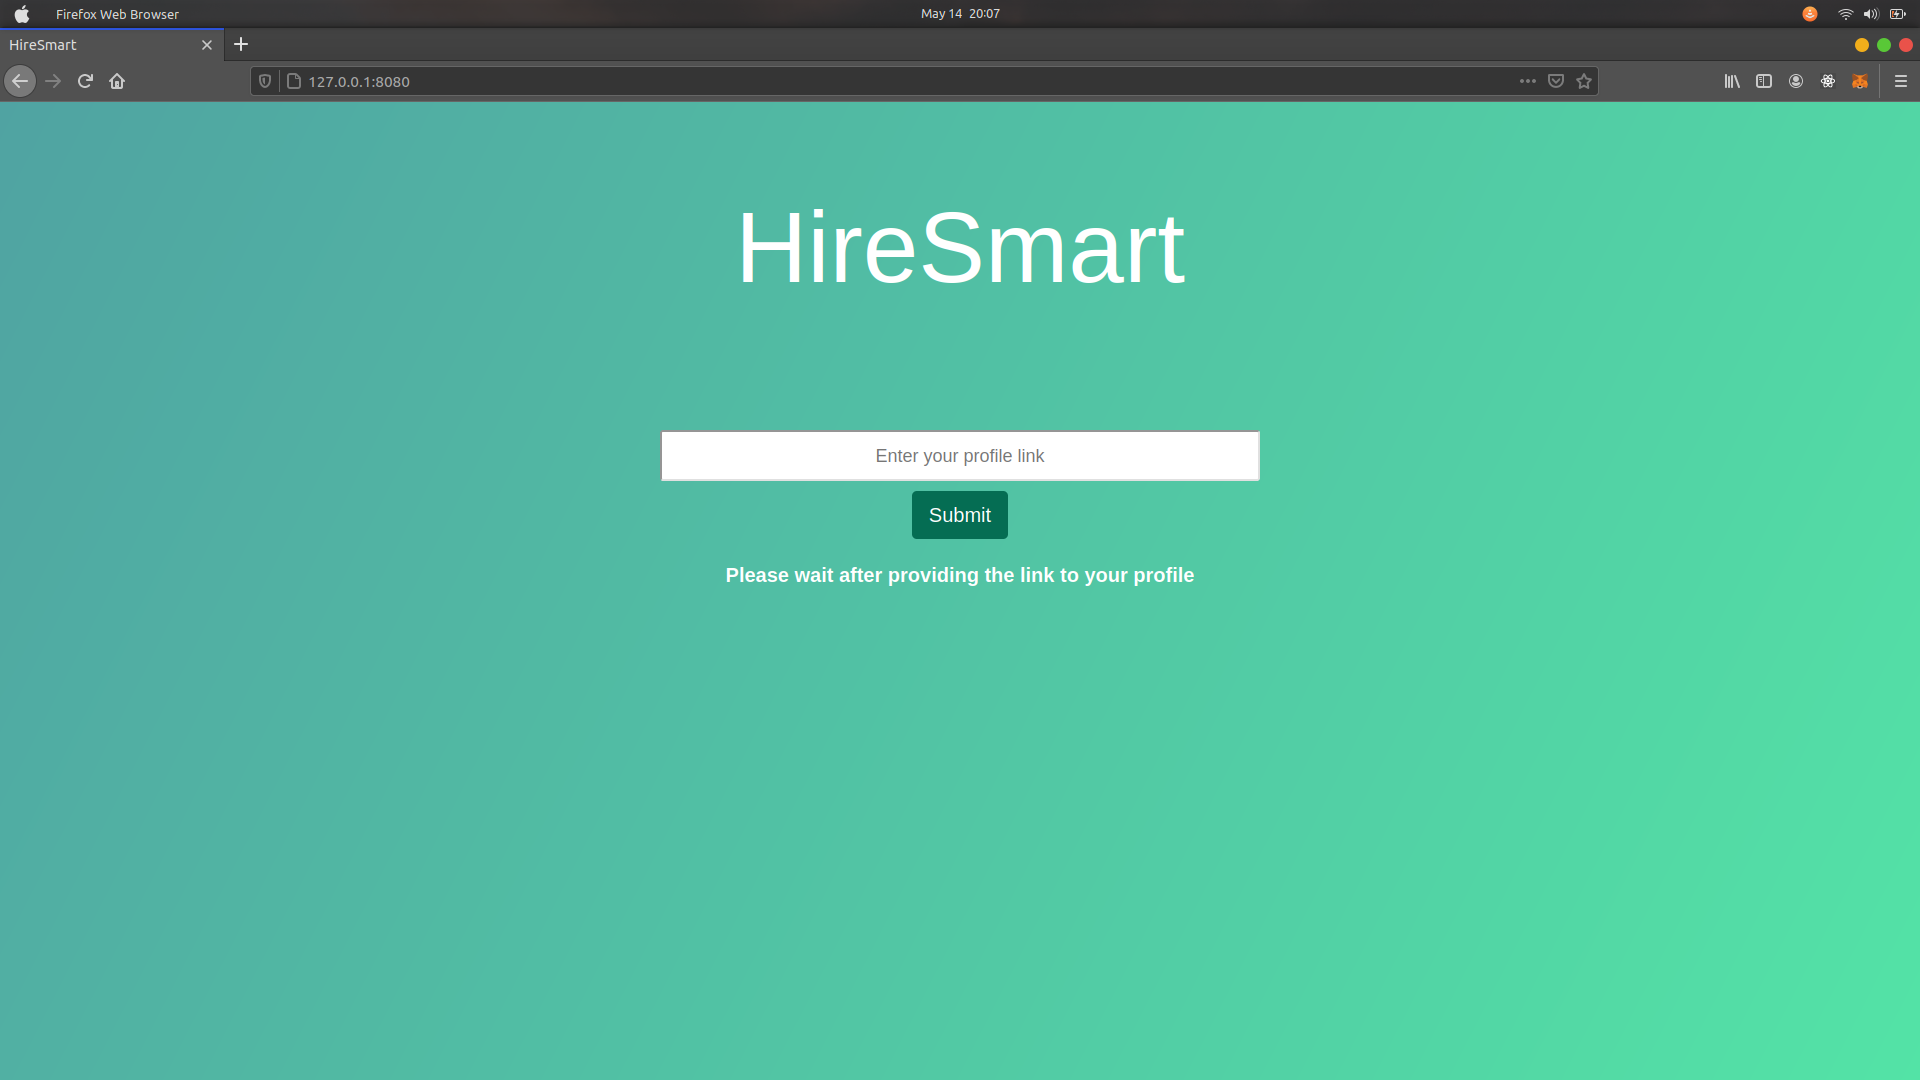 Firefox Web Browser
May 14 20:07
HireSmart
127.0.0.1:8080
HireSmart
Enter your profile link
Submit
Please wait after providing the link to your profile